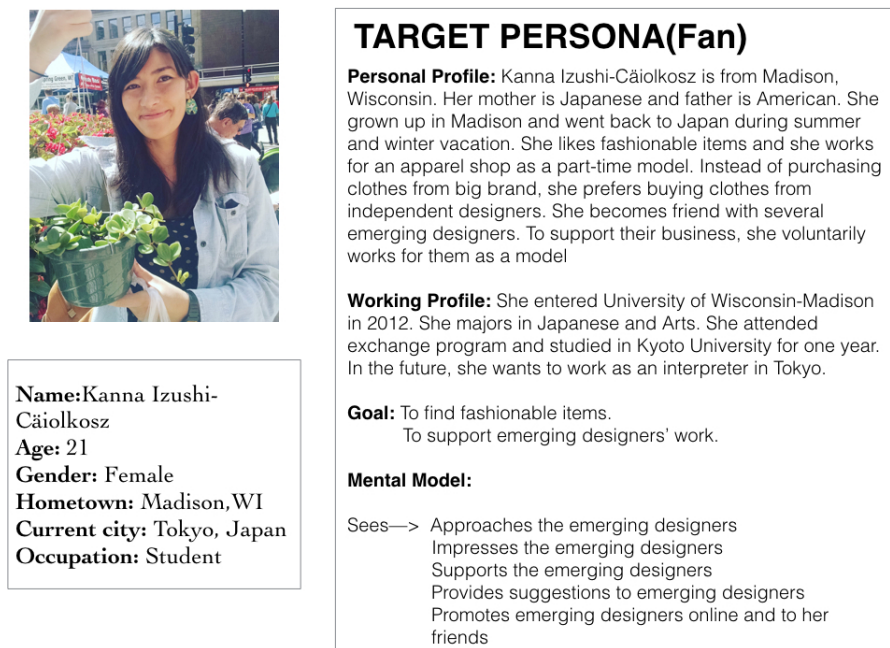 TARGET PERSONA(Fan)
Personal Profile: Kanna Izushi-Cäiolkosz is from Madison,
Wisconsin. Her mother is Japanese and father is American. She
grown up in Madison and went back to Japan during summer
and winter vacation. She likes fashionable items and she works
for an apparel shop as a part-time model. Instead of purchasing
clothes from big brand, she prefers buying clothes from
independent designers. She becomes friend with several
emerging designers. To support their business, she voluntarily
works for them as a model
Working Profile: She entered University of Wisconsin-Madison
in 2012. She majors in Japanese and Arts. She attended
exchange program and studied in Kyoto University for one year.
In the future, she wants to work as an interpreter in Tokyo.
Goal: To find fashionable items.
To support emerging designers' work.
Mental Model:
Sees—> Approaches the emerging designers
Impresses the emerging designers
Supports the emerging designers
Provides suggestions to emerging designers
Promotes emerging designers online and to her
friends
Name:Kanna Izushi-
Cäiolkosz
Age: 21
Gender: Female
Hometown: Madison,WI
Current city: Tokyo, Japan
Occupation: Student